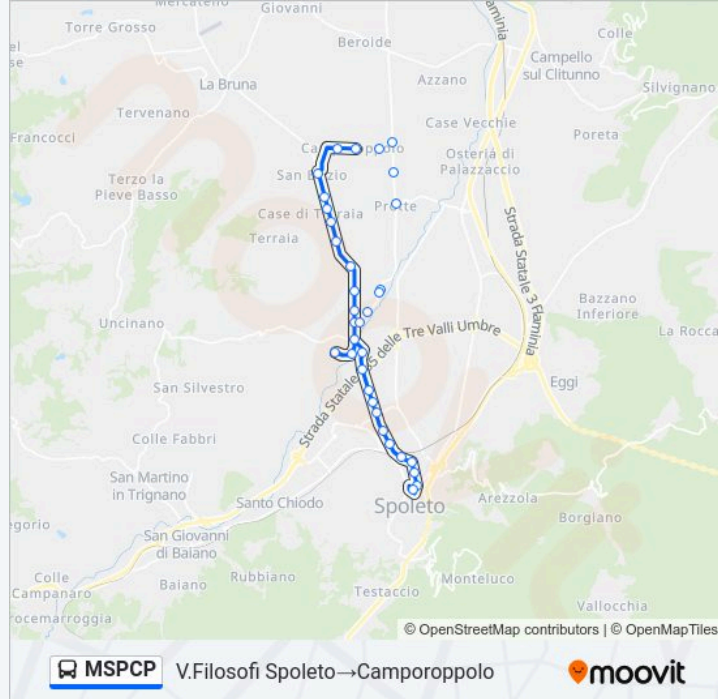 Mercatello
Giovanni
Torre Grosso
Flaminia
Colle
Beroide
Campello
sul Clitunno
La Bruna
Azzano
Silvignano
Tervenano
Case Vecchie
Francocci
Poreta
Osteria di
Palazzaccio
San B
Terzo la
Pieve Basso
Case di Terraia
Terraia
Strada Statale 3 Flaminia
Bazzano
Inferiore
Uncinano
La Rocca
delle Tre Valli Umbre
Eggi
San Silvestro
Strada Statale
Colle Fabbri
San Martino
in Trignano
Santo Chiodo
Spoleto
Arezzola
egorio
Borgiano
San Giovanni
di Baiano
Rubbiano
Baiano
Monteluco
Colle
Campanaro
Testaccio
Vallocchia
rocemarroggia
© OpenStreetMap contributors | © OpenMapTiles
MSPCP
V.Filosofi Spoleto→Camporoppolo
moovit